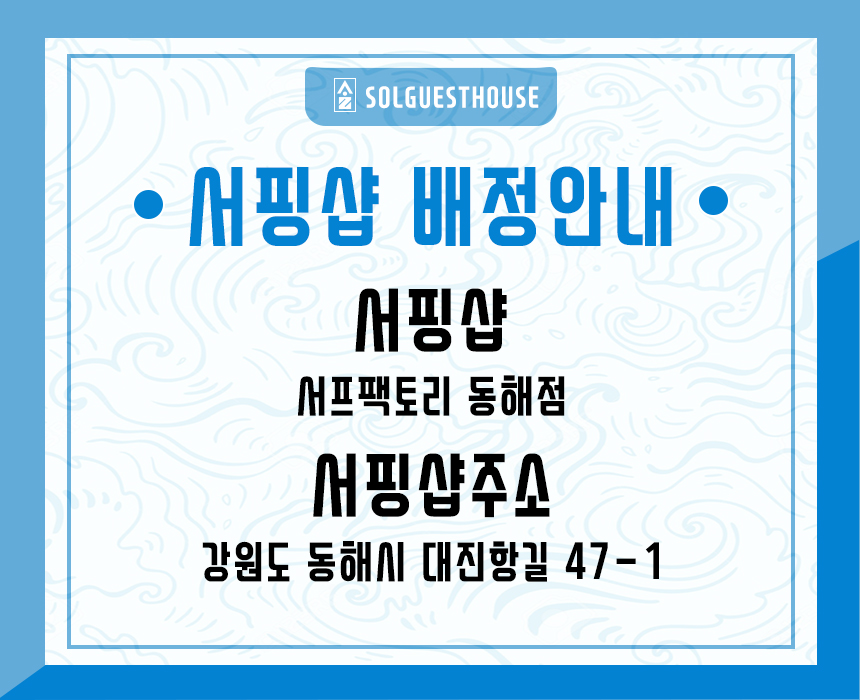 SOLGUESTHOUSE
• 서핑샵 배정안내 •
서핑샵
서프팩토리 동해점
서핑샵주소
강원도 동해시 대진항길 47-1